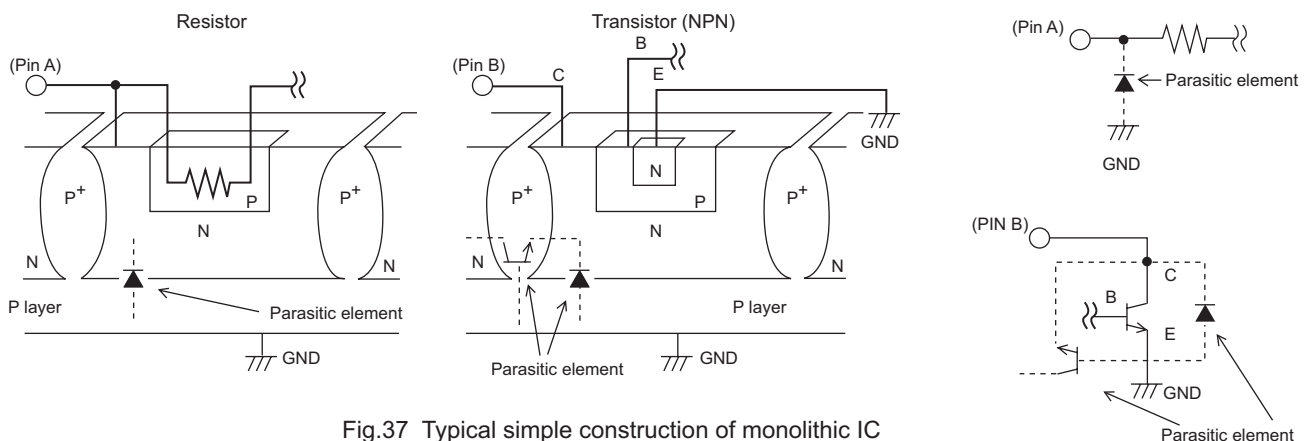 Resistor
(Pin A)
P+
P+
P
N
N
N
P layer
Parasitic element
GND
Transistor (NPN)
(Pin B)
C
B
E
GND
P+
N
P
P+
N
N
N
P layer
Parasitic element
GND
(Pin A)
Parasitic element
GND
(PIN B)
C
B
E
GND
Parasitic element
Fig.37 Typical simple construction of monolithic IC